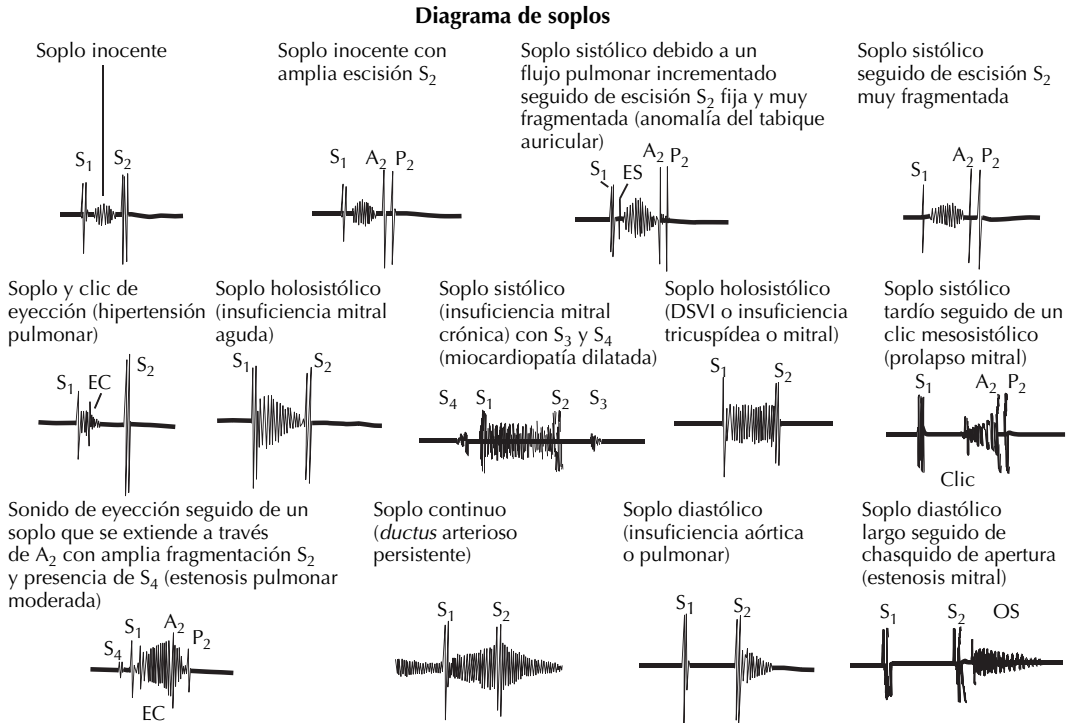 Diagrama de soplos
Soplo inocente
S1
S2
Soplo inocente con
amplia escisión S2
S1
A2
P2
Soplo sistólico debido a un
flujo pulmonar incrementado
seguido de escisión S2 fija y muy
fragmentada (anomalía del tabique
auricular)
S1
ES
A2
P2
Soplo sistólico
seguido de escisión S2
muy fragmentada
S1
A2
P2
Soplo y clic de
eyección (hipertensión
pulmonar)
S1
EC
S2
Soplo holosistólico
(insuficiencia mitral
aguda)
S1
S2
Soplo sistólico
(insuficiencia mitral
crónica) con S3 y S4
(miocardiopatía dilatada)
S4
S1
S2
S3
Soplo holosistólico
(DSVI o insuficiencia
tricuspídea o mitral)
S1
S2
Soplo sistólico
tardío seguido de un
clic mesosistólico
(prolapso mitral)
S1
A2
P2
Clic
Sonido de eyección seguido de un
soplo que se extiende a través
de A2 con amplia fragmentación S2
y presencia de S4 (estenosis pulmonar
moderada)
S4
S1
A2
P2
EC
Soplo continuo
(ductus arterioso
persistente)
S1
S2
Soplo diastólico
(insuficiencia aórtica
o pulmonar)
S1
S2
Soplo diastólico
largo seguido de
chasquido de apertura
(estenosis mitral)
S1
S2
OS